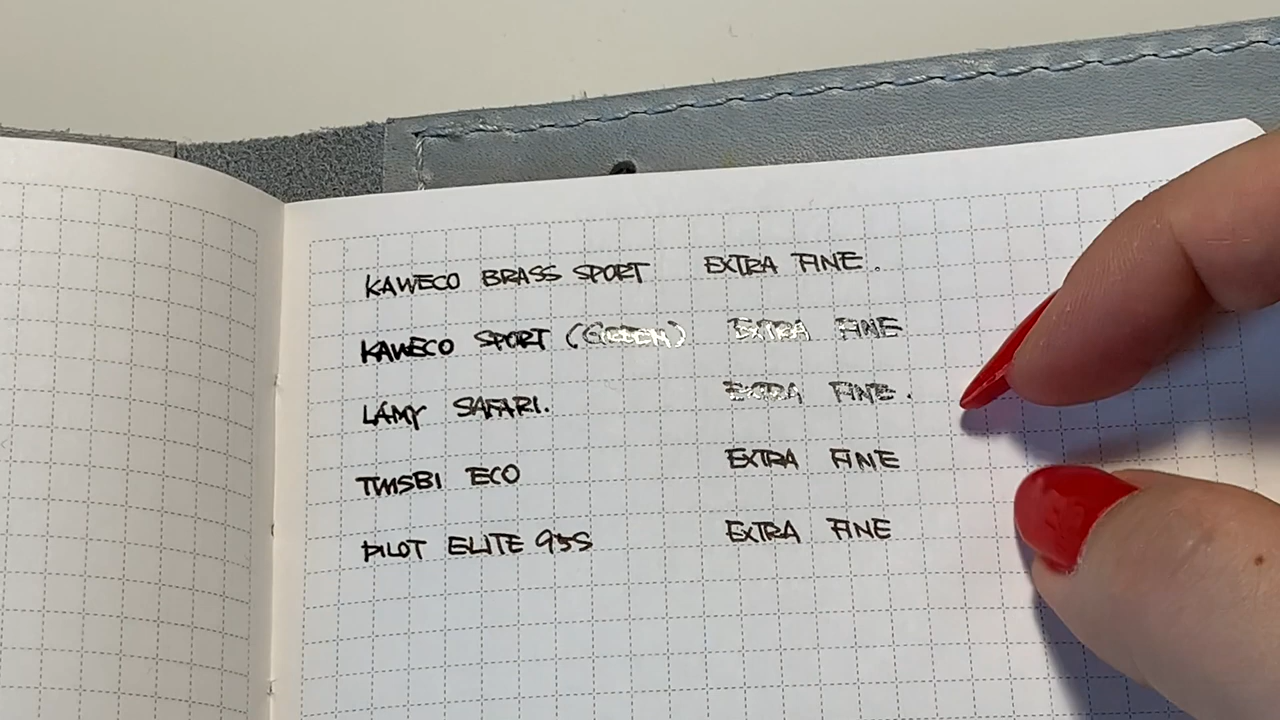 KAWECO BRASS SPORT EXTRA FINE.
KAWECO SPORT (GREEN) EXTRA FINE
LAMY SAFARI. EXTRA FINE.
TWSBI ECO EXTRA FINE
PILOT ELITE 95S EXTRA FINE